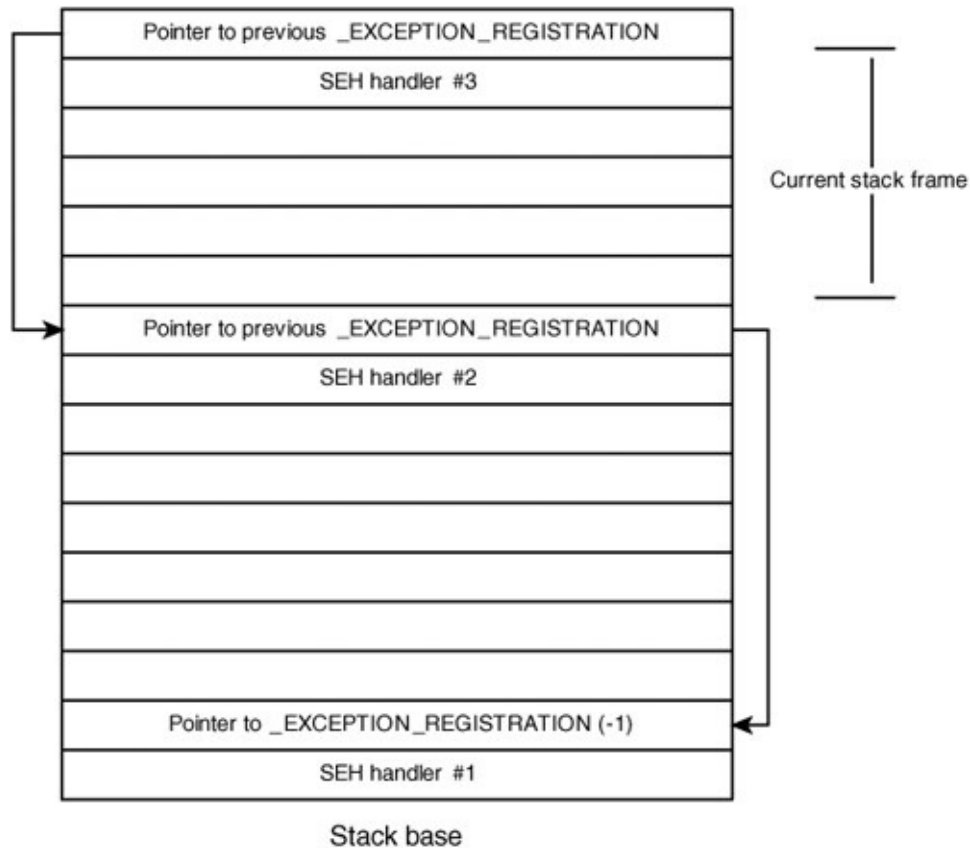 Pointer to previous _EXCEPTION_REGISTRATION
SEH handler #3
Current stack frame
Pointer to previous _EXCEPTION_REGISTRATION
SEH handler #2
Pointer to _EXCEPTION_REGISTRATION (-1)
SEH handler #1
Stack base